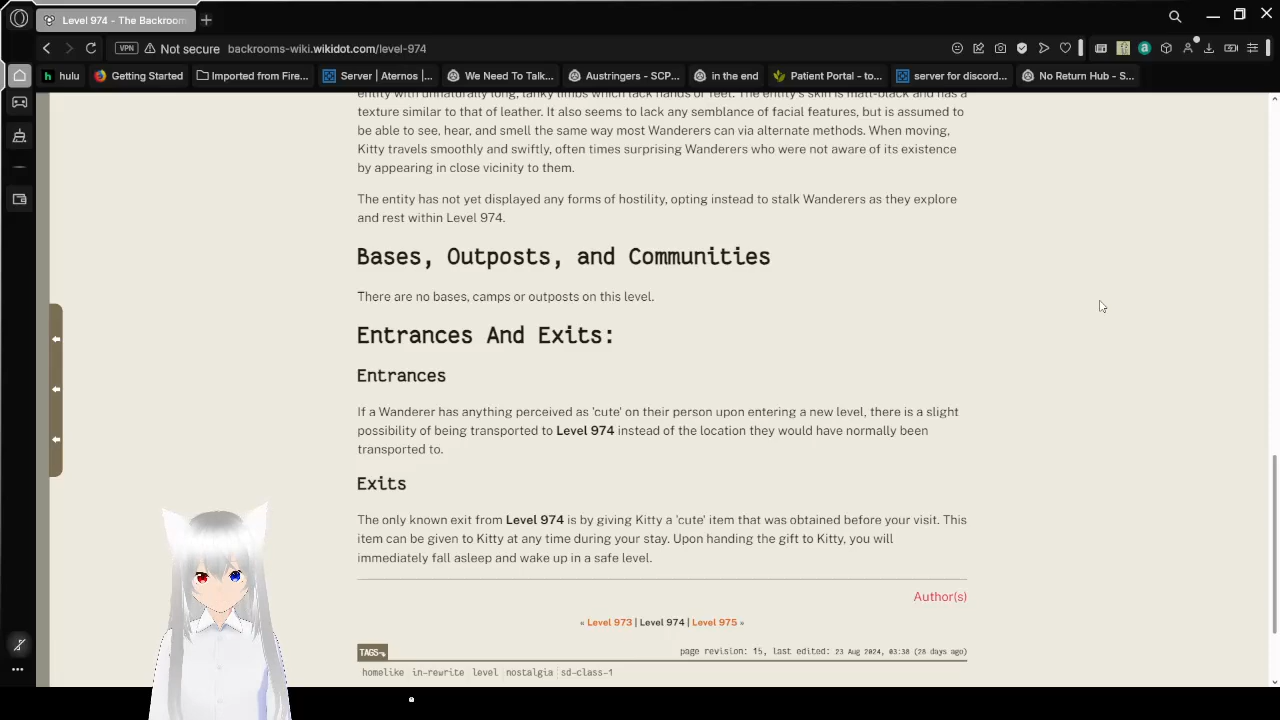 Level 974 - The Backroom
VPN Not secure backrooms-wiki.wikidot.com/level-974
hulu Getting Started Imported from Fire... Server | Aternos |... We Need To Talk... Austringers - SCP... in the end Patient Portal - to... server for discord... No Return Hub - S...
entity with unnaturally long, lanky limbs which lack hands or feet. The entity's skin is matt-black and has a
texture similar to that of leather. It also seems to lack any semblance of facial features, but is assumed to
be able to see, hear, and smell the same way most Wanderers can via alternate methods. When moving,
Kitty travels smoothly and swiftly, often times surprising Wanderers who were not aware of its existence
by appearing in close vicinity to them.
The entity has not yet displayed any forms of hostility, opting instead to stalk Wanderers as they explore
and rest within Level 974.
Bases, Outposts, and Communities
There are no bases, camps or outposts on this level.
Entrances And Exits:
Entrances
If a Wanderer has anything perceived as 'cute' on their person upon entering a new level, there is a slight
possibility of being transported to Level 974 instead of the location they would have normally been
transported to.
Exits
The only known exit from Level 974 is by giving Kitty a 'cute' item that was obtained before your visit. This
item can be given to Kitty at any time during your stay. Upon handing the gift to Kitty, you will
immediately fall asleep and wake up in a safe level.
Author(s)
« Level 973 | Level 974 | Level 975 »
TAGS
page revision: 15, last edited: 23 Aug 2024, 03:30 (28 days ago)
homelike in-rewrite level nostalgia sd-class-1